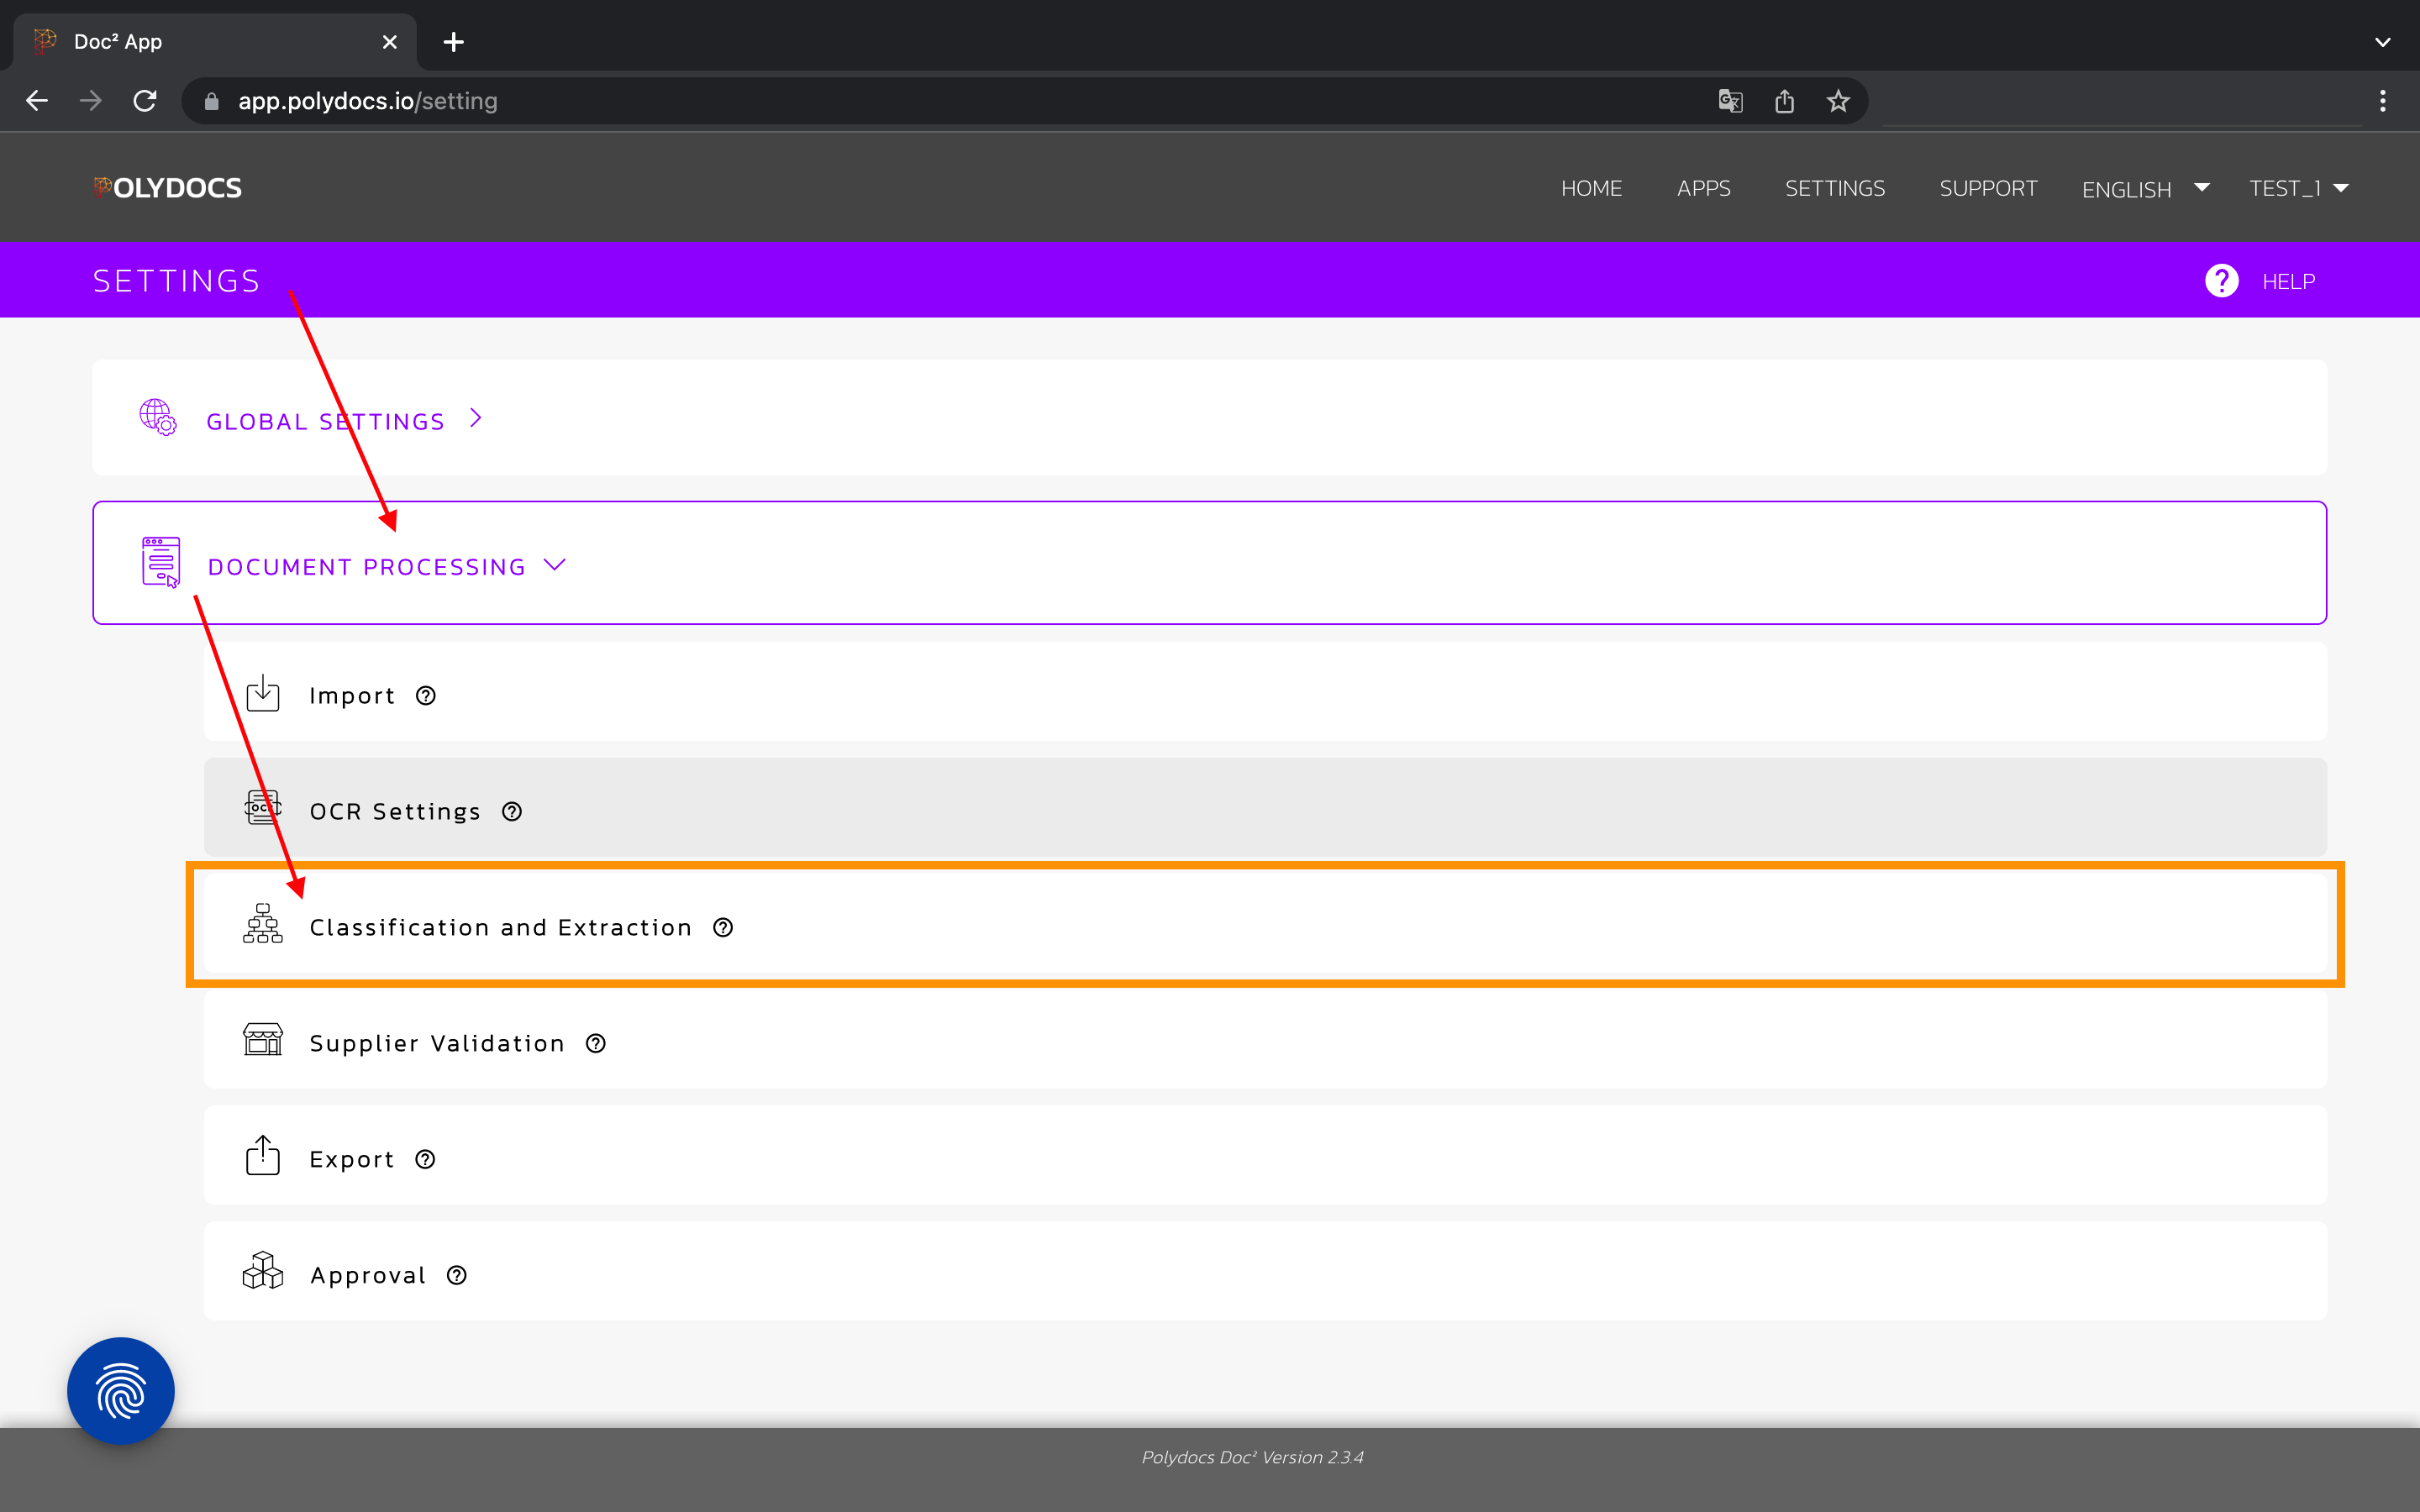 Doc² App
app.polydocs.io/setting
POLYDOCS
HOME
APPS
SETTINGS
SUPPORT
ENGLISH
TEST_1
SETTINGS
HELP
GLOBAL SETTINGS
DOCUMENT PROCESSING
Import
OCR Settings
Classification and Extraction
Supplier Validation
Export
Approval
Polydocs Doc² Version 2.3.4